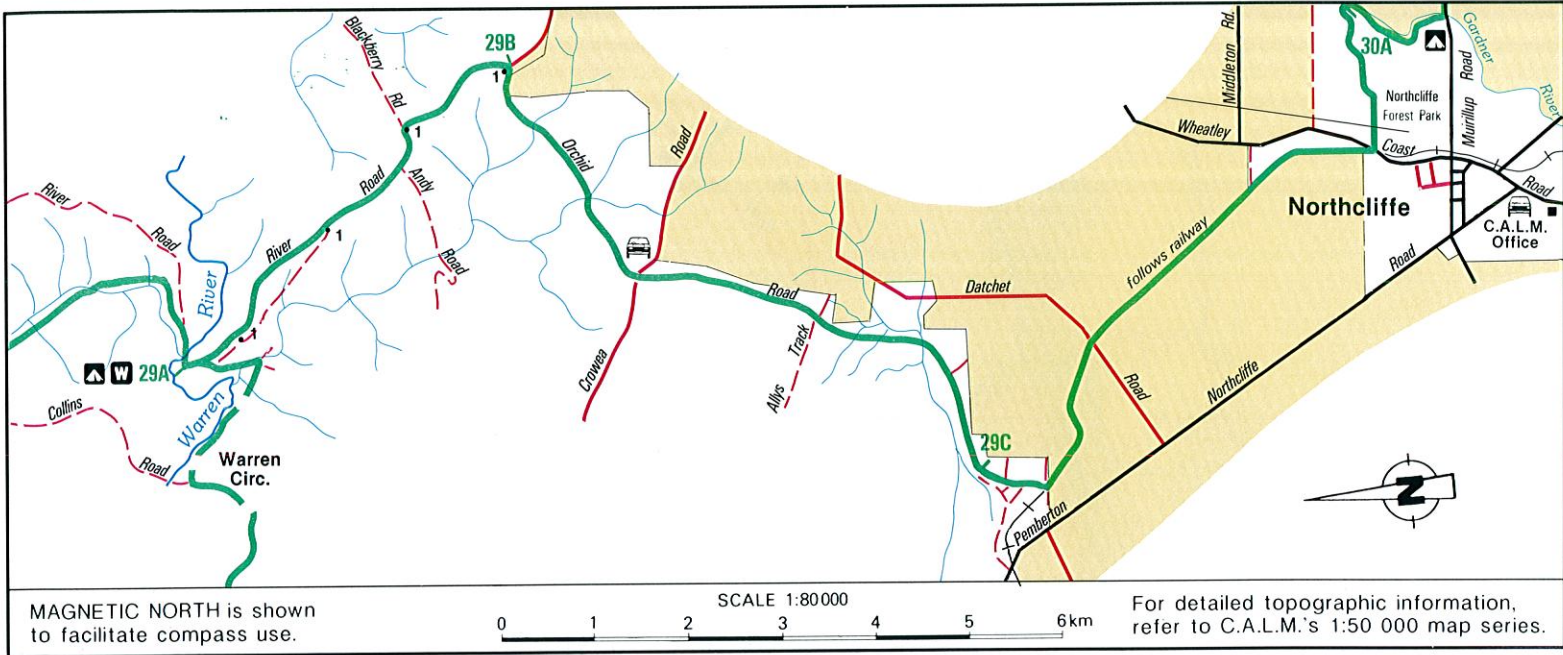 Blackberry
Rd
29B
1
1
Orchid
Road
Andy
Road
Road
River
1
River
Road
River
1
29A
W
Warren
Collins
Road
Warren
Circ.
Crowea
Road
Allys Track
Datchet
Road
29C
Pemberton
Northcliffe
Road
follows railway
Middleton Rd.
Wheatley
Coast
Road
30A
Northcliffe
Forest Park
Muirillup Road
Gardner
River
Northcliffe
C.A.L.M.
Office
N
MAGNETIC NORTH is shown
to facilitate compass use.
SCALE 1:80 000
0 1 2 3 4 5 6 km
For detailed topographic information,
refer to C.A.L.M.'s 1:50 000 map series.